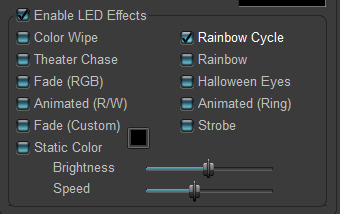 Enable LED Effects
Color Wipe
Rainbow Cycle
Theater Chase
Rainbow
Fade (RGB)
Halloween Eyes
Animated (R/W)
Animated (Ring)
Fade (Custom)
Strobe
Static Color
Brightness
Speed